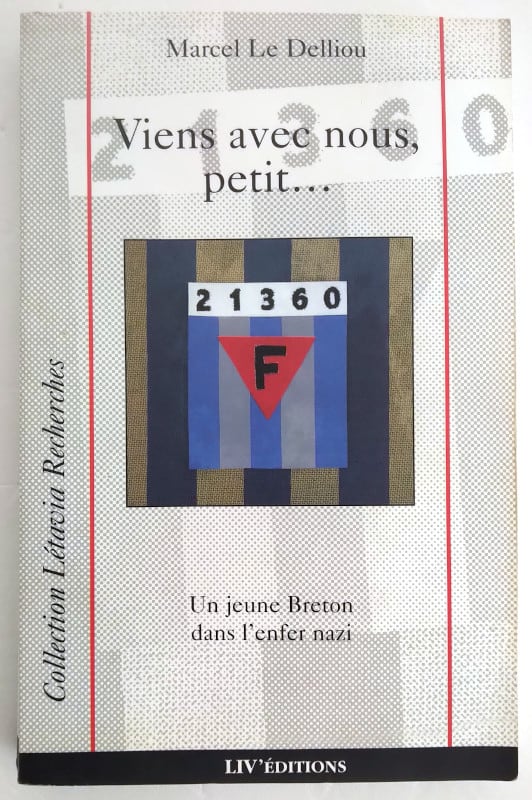 Marcel Le Delliou
21360
Viens avec nous,
petit...
21360
F
Collection Létavia Recherches
Un jeune Breton
dans l'enfer nazi
LIV'ÉDITIONS